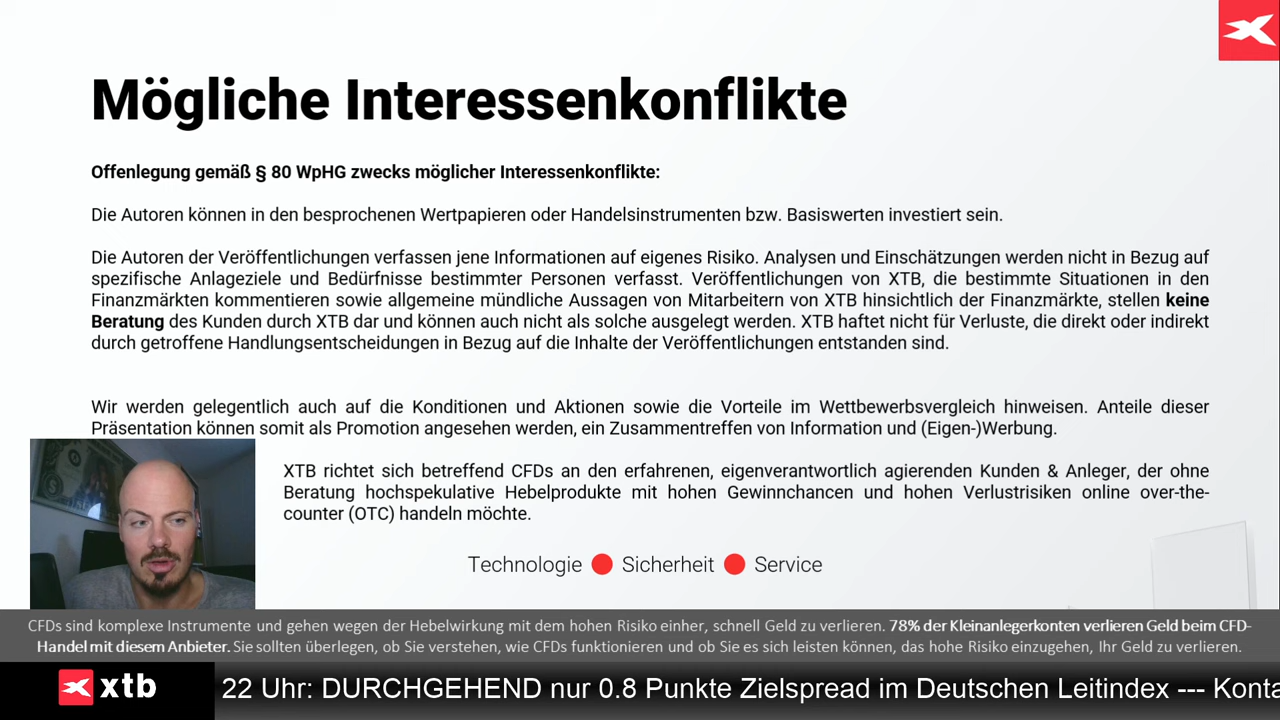 Mögliche Interessenkonflikte
Offenlegung gemäß § 80 WpHG zwecks möglicher Interessenkonflikte:
Die Autoren können in den besprochenen Wertpapieren oder Handelsinstrumenten bzw. Basiswerten investiert sein.
Die Autoren der Veröffentlichungen verfassen jene Informationen auf eigenes Risiko. Analysen und Einschätzungen werden nicht in Bezug auf
spezifische Anlageziele und Bedürfnisse bestimmter Personen verfasst. Veröffentlichungen von XTB, die bestimmte Situationen in den
Finanzmärkten kommentieren sowie allgemeine mündliche Aussagen von Mitarbeitern von XTB hinsichtlich der Finanzmärkte, stellen keine
Beratung des Kunden durch XTB dar und können auch nicht als solche ausgelegt werden. XTB haftet nicht für Verluste, die direkt oder indirekt
durch getroffene Handlungsentscheidungen in Bezug auf die Inhalte der Veröffentlichungen entstanden sind.
Wir werden gelegentlich auch auf die Konditionen und Aktionen sowie die Vorteile im Wettbewerbsvergleich hinweisen. Anteile dieser
Präsentation können somit als Promotion angesehen werden, ein Zusammentreffen von Information und (Eigen-)Werbung.
XTB richtet sich betreffend CFDs an den erfahrenen, eigenverantwortlich agierenden Kunden & Anleger, der ohne
Beratung hochspekulative Hebelprodukte mit hohen Gewinnchancen und hohen Verlustrisiken online over-the-
counter (OTC) handeln möchte.
Technologie Sicherheit Service
CFDs sind komplexe Instrumente und gehen wegen der Hebelwirkung mit dem hohen Risiko einher, schnell Geld zu verlieren. 78% der Kleinanlegerkonten verlieren Geld beim CFD-
Handel mit diesem Anbieter. Sie sollten überlegen, ob Sie verstehen, wie CFDs funktionieren und ob Sie es sich leisten können, das hohe Risiko einzugehen, Ihr Geld zu verlieren.
xtb 22 Uhr: DURCHGEHEND nur 0.8 Punkte Zielspread im Deutschen Leitindex --- Konta